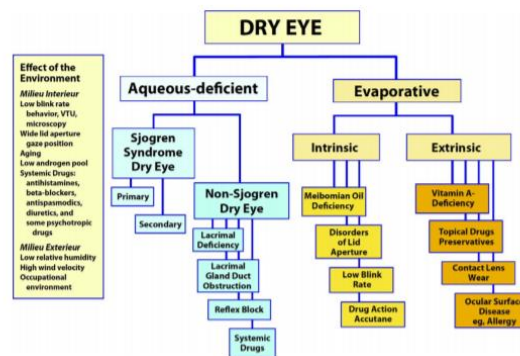 DRY EYE
Effect of the
Environment
Milieu Interieur
Low blink rate
behavior, VTU,
microscopy
Wide lid aperture
gaze position
Aging
Low androgen pool
Systemic Drugs:
antihistamines,
beta-blockers,
antispasmodics,
diuretics, and
some psychotropic
drugs
Milieu Exterieur
Low relative humidity
High wind velocity
Occupational
environment
Aqueous-deficient
Sjogren
Syndrome
Dry Eye
Primary
Secondary
Non-Sjogren
Dry Eye
Lacrimal
Deficiency
Lacrimal
Gland Duct
Obstruction
Reflex Block
Systemic
Drugs
Evaporative
Intrinsic
Meibomian Oil
Deficiency
Disorders
of Lid
Aperture
Low Blink
Rate
Drug Action
Accutane
Extrinsic
Vitamin A-
Deficiency
Topical Drugs
Preservatives
Contact Lens
Wear
Ocular Surface
Disease
eg, Allergy